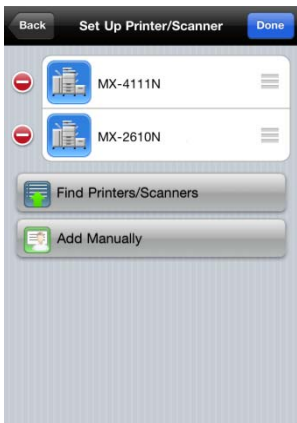 Back Set Up Printer/Scanner Done
MX-4111N
MX-2610N
Find Printers/Scanners
Add Manually